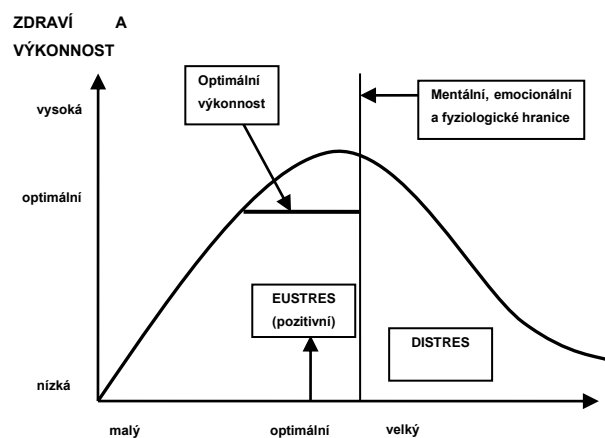 ZDRAVÍ A
VÝKONNOST
Optimální
výkonnost
Mentální, emocionální
a fyziologické hranice
vysoká
optimální
EUSTRES
(pozitivní)
DISTRES
nízká
malý
optimální
velký